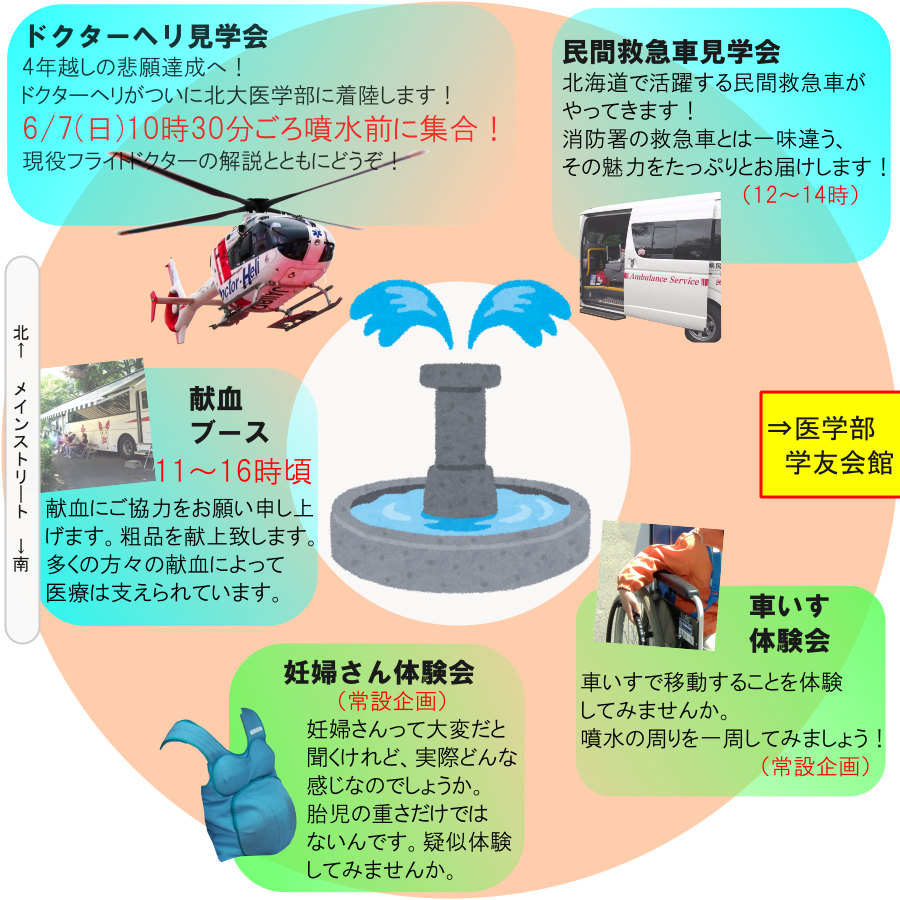 ドクターヘリ見学会
4年越しの悲願達成へ！
ドクターヘリがついに北大医学部に着陸します！
6/7(日)10時30分ごろ噴水前に集合！
現役フライトドクターの解説とともにどうぞ！
Doctor-Heli
民間救急車見学会
北海道で活躍する民間救急車が
やってきます！
消防署の救急車とは一味違う、
その魅力をたっぷりとお届けします！
（12～14時）
Ambulance Service
北↑　メインストリート　↓南
献血
ブース
11～16時頃
献血にご協力をお願い申し上
げます。粗品を献上致します。
多くの方々の献血によって
医療は支えられています。
⇒医学部
学友会館
車いす
体験会
車いすで移動することを体験
してみませんか。
噴水の周りを一周してみましょう！
（常設企画）
妊婦さん体験会
（常設企画）
妊婦さんって大変だと
聞くけれど、実際どんな
感じなのでしょうか。
胎児の重さだけでは
ないんです。疑似体験
してみませんか。